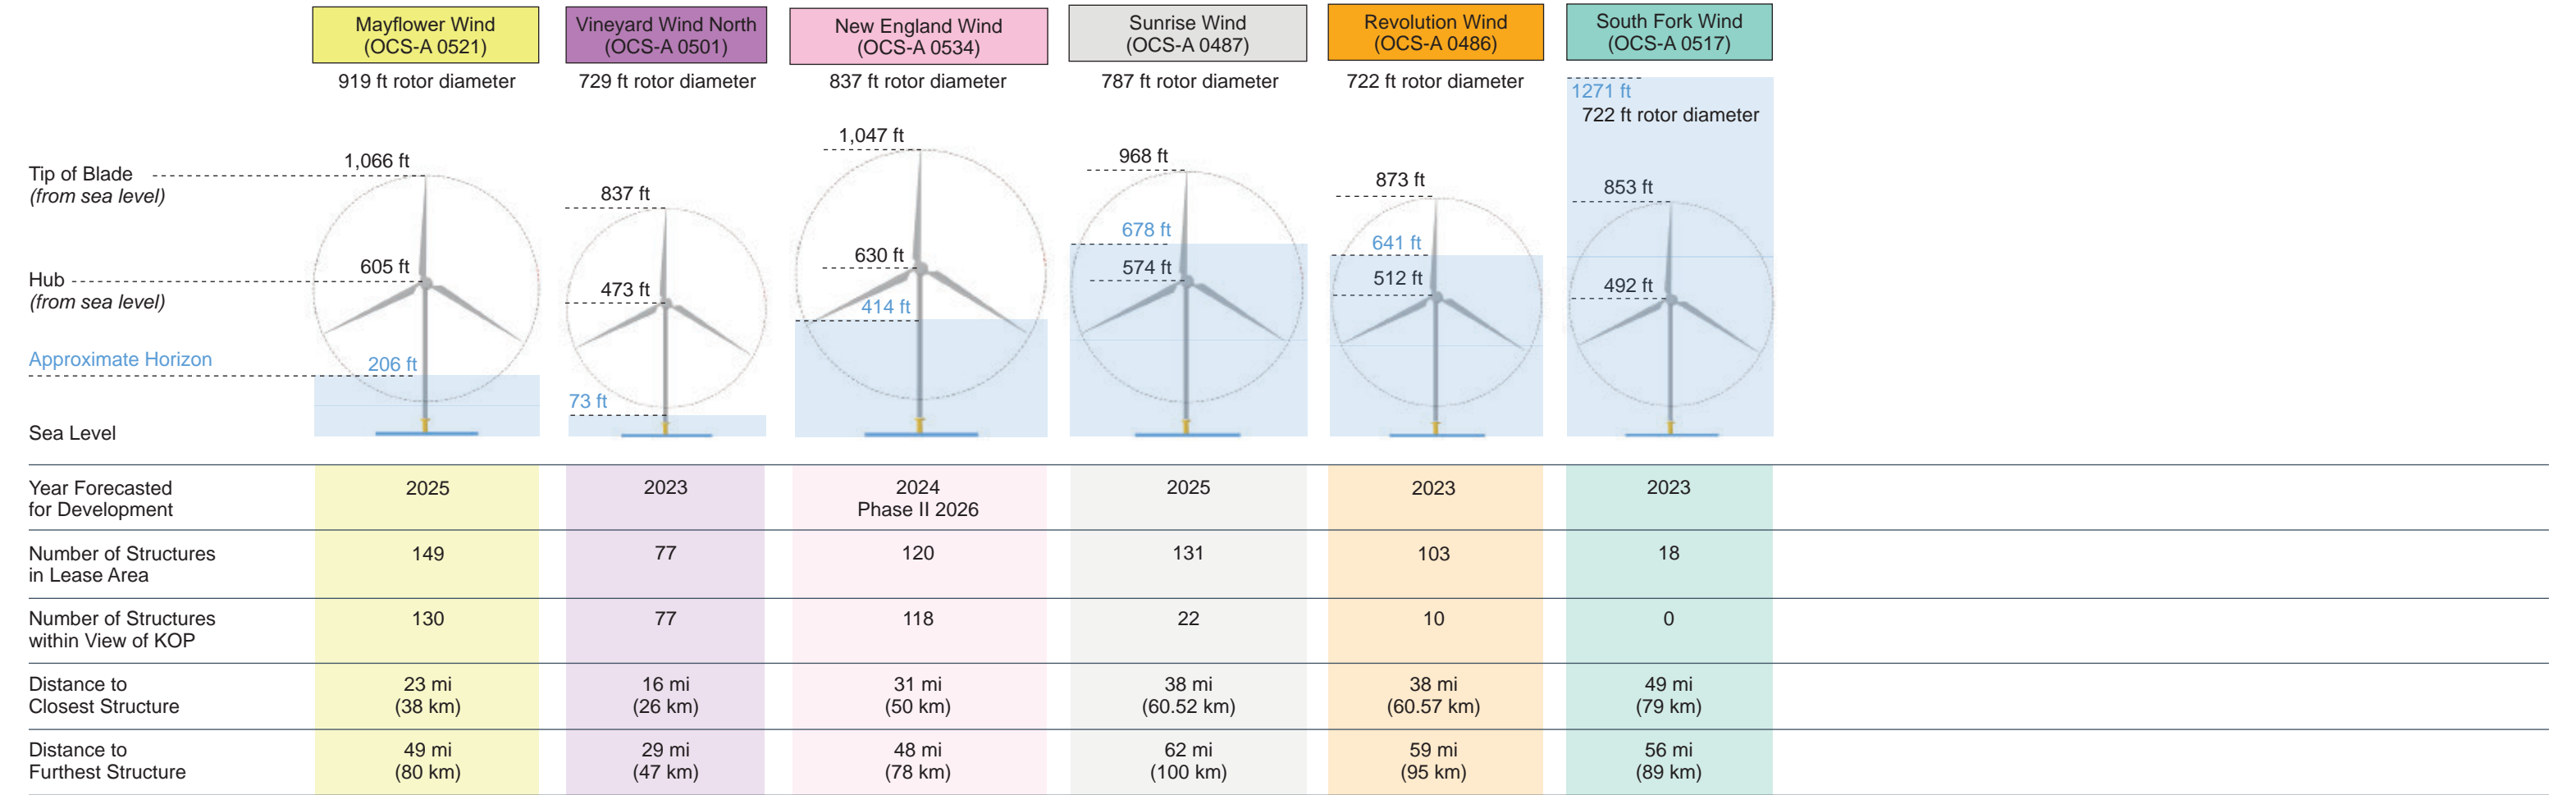 Mayflower Wind
(OCS-A 0521)
Vineyard Wind North
(OCS-A 0501)
New England Wind
(OCS-A 0534)
Sunrise Wind
(OCS-A 0487)
Revolution Wind
(OCS-A 0486)
South Fork Wind
(OCS-A 0517)
919 ft rotor diameter
729 ft rotor diameter
837 ft rotor diameter
787 ft rotor diameter
722 ft rotor diameter
1271 ft
722 ft rotor diameter
Tip of Blade
(from sea level)
1,066 ft
837 ft
1,047 ft
968 ft
873 ft
853 ft
Hub
(from sea level)
605 ft
473 ft
630 ft
574 ft
512 ft
492 ft
Approximate Horizon
206 ft
73 ft
414 ft
678 ft
641 ft
Sea Level
Year Forecasted
for Development
2025
2023
2024
Phase II 2026
2025
2023
2023
Number of Structures
in Lease Area
149
77
120
131
103
18
Number of Structures
within View of KOP
130
77
118
22
10
0
Distance to
Closest Structure
23 mi
(38 km)
16 mi
(26 km)
31 mi
(50 km)
38 mi
(60.52 km)
38 mi
(60.57 km)
49 mi
(79 km)
Distance to
Furthest Structure
49 mi
(80 km)
29 mi
(47 km)
48 mi
(78 km)
62 mi
(100 km)
59 mi
(95 km)
56 mi
(89 km)